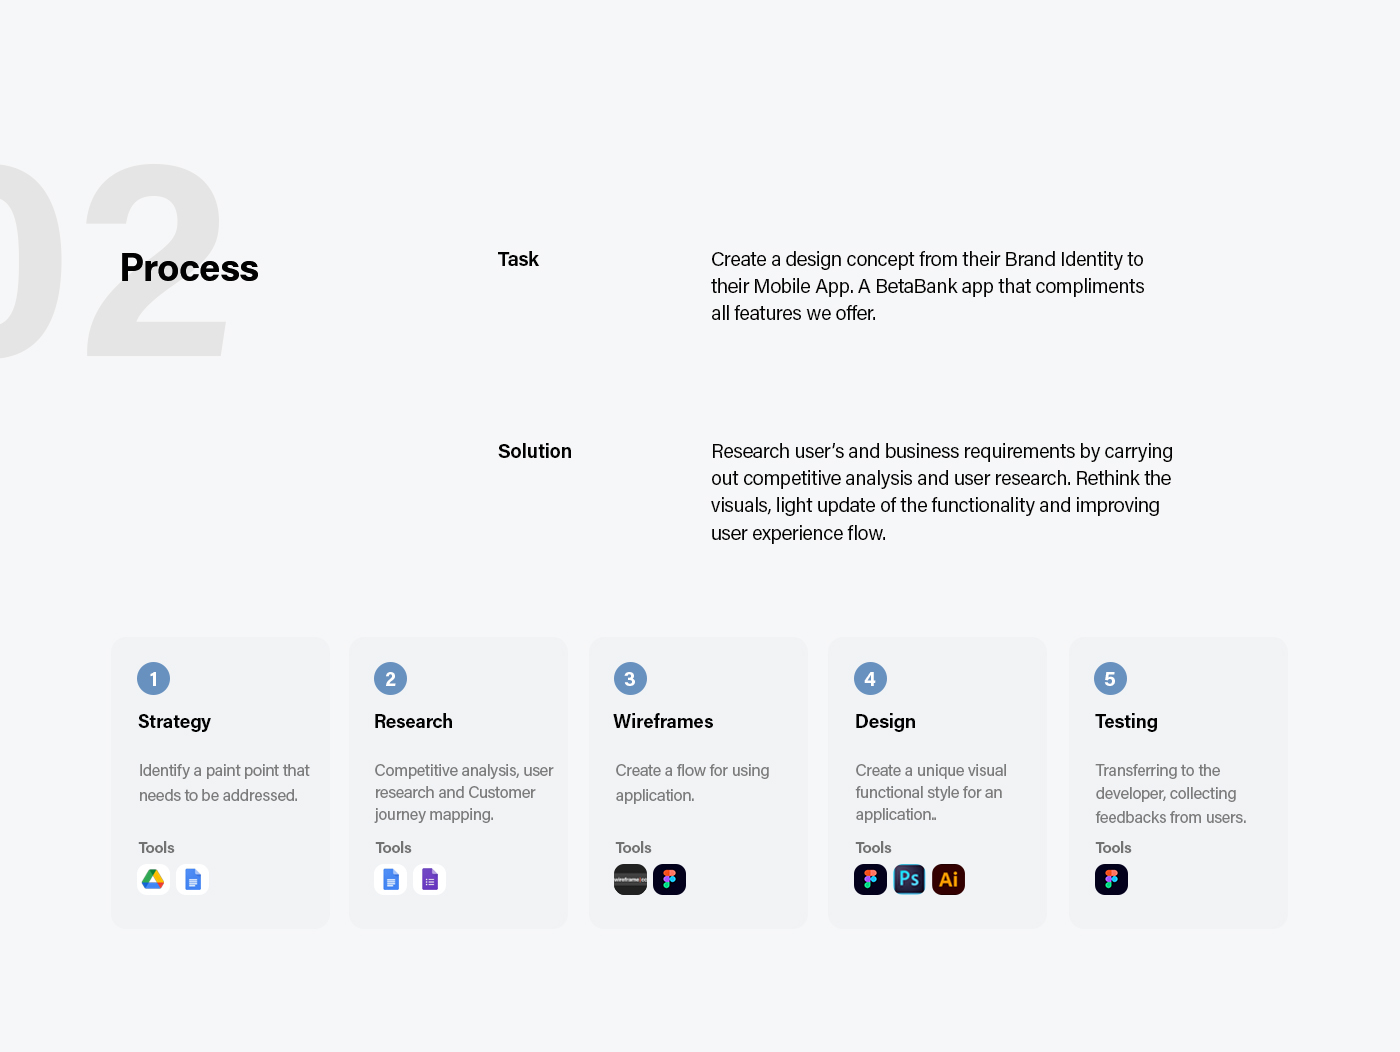 02
Process
Task
Create a design concept from their Brand Identity to
their Mobile App. A BetaBank app that compliments
all features we offer.
Solution
Research user’s and business requirements by carrying
out competitive analysis and user research. Rethink the
visuals, light update of the functionality and improving
user experience flow.
1
Strategy
Identify a paint point that
needs to be addressed.
Tools
2
Research
Competitive analysis, user
research and Customer
journey mapping.
Tools
3
Wireframes
Create a flow for using
application.
Tools
wireframe
4
Design
Create a unique visual
functional style for an
application..
Tools
Ps
Ai
5
Testing
Transferring to the
developer, collecting
feedbacks from users.
Tools